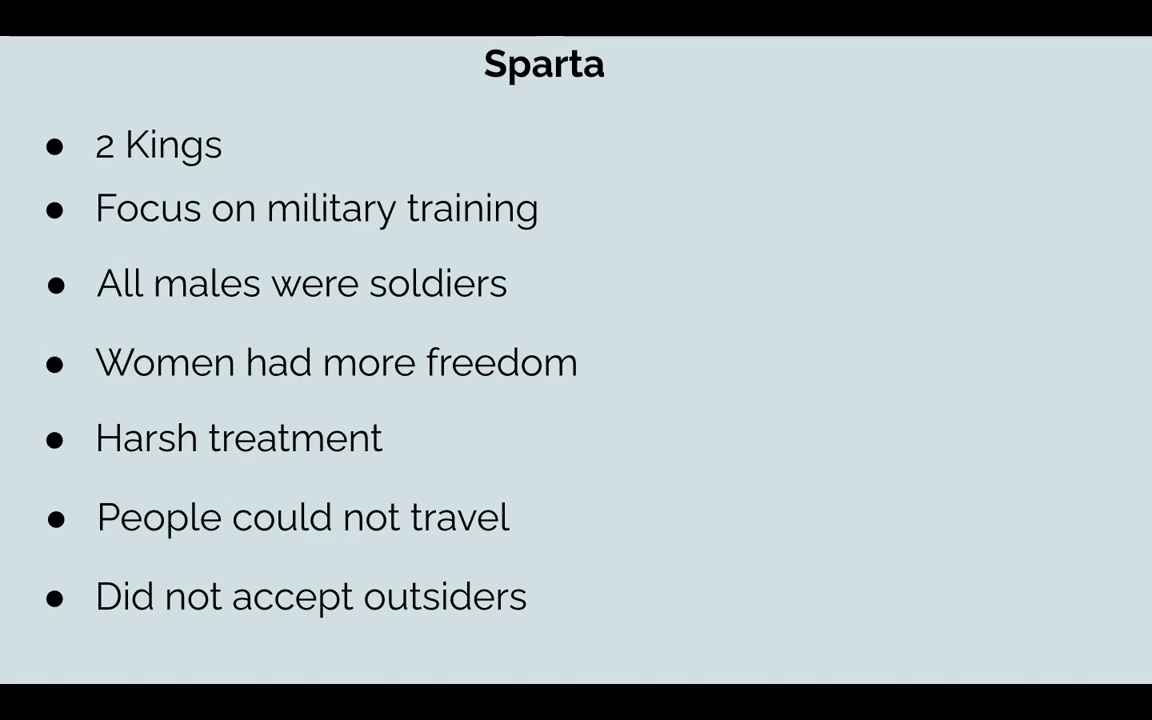 Sparta
● 2 Kings
● Focus on military training
● All males were soldiers
● Women had more freedom
● Harsh treatment
● People could not travel
● Did not accept outsiders